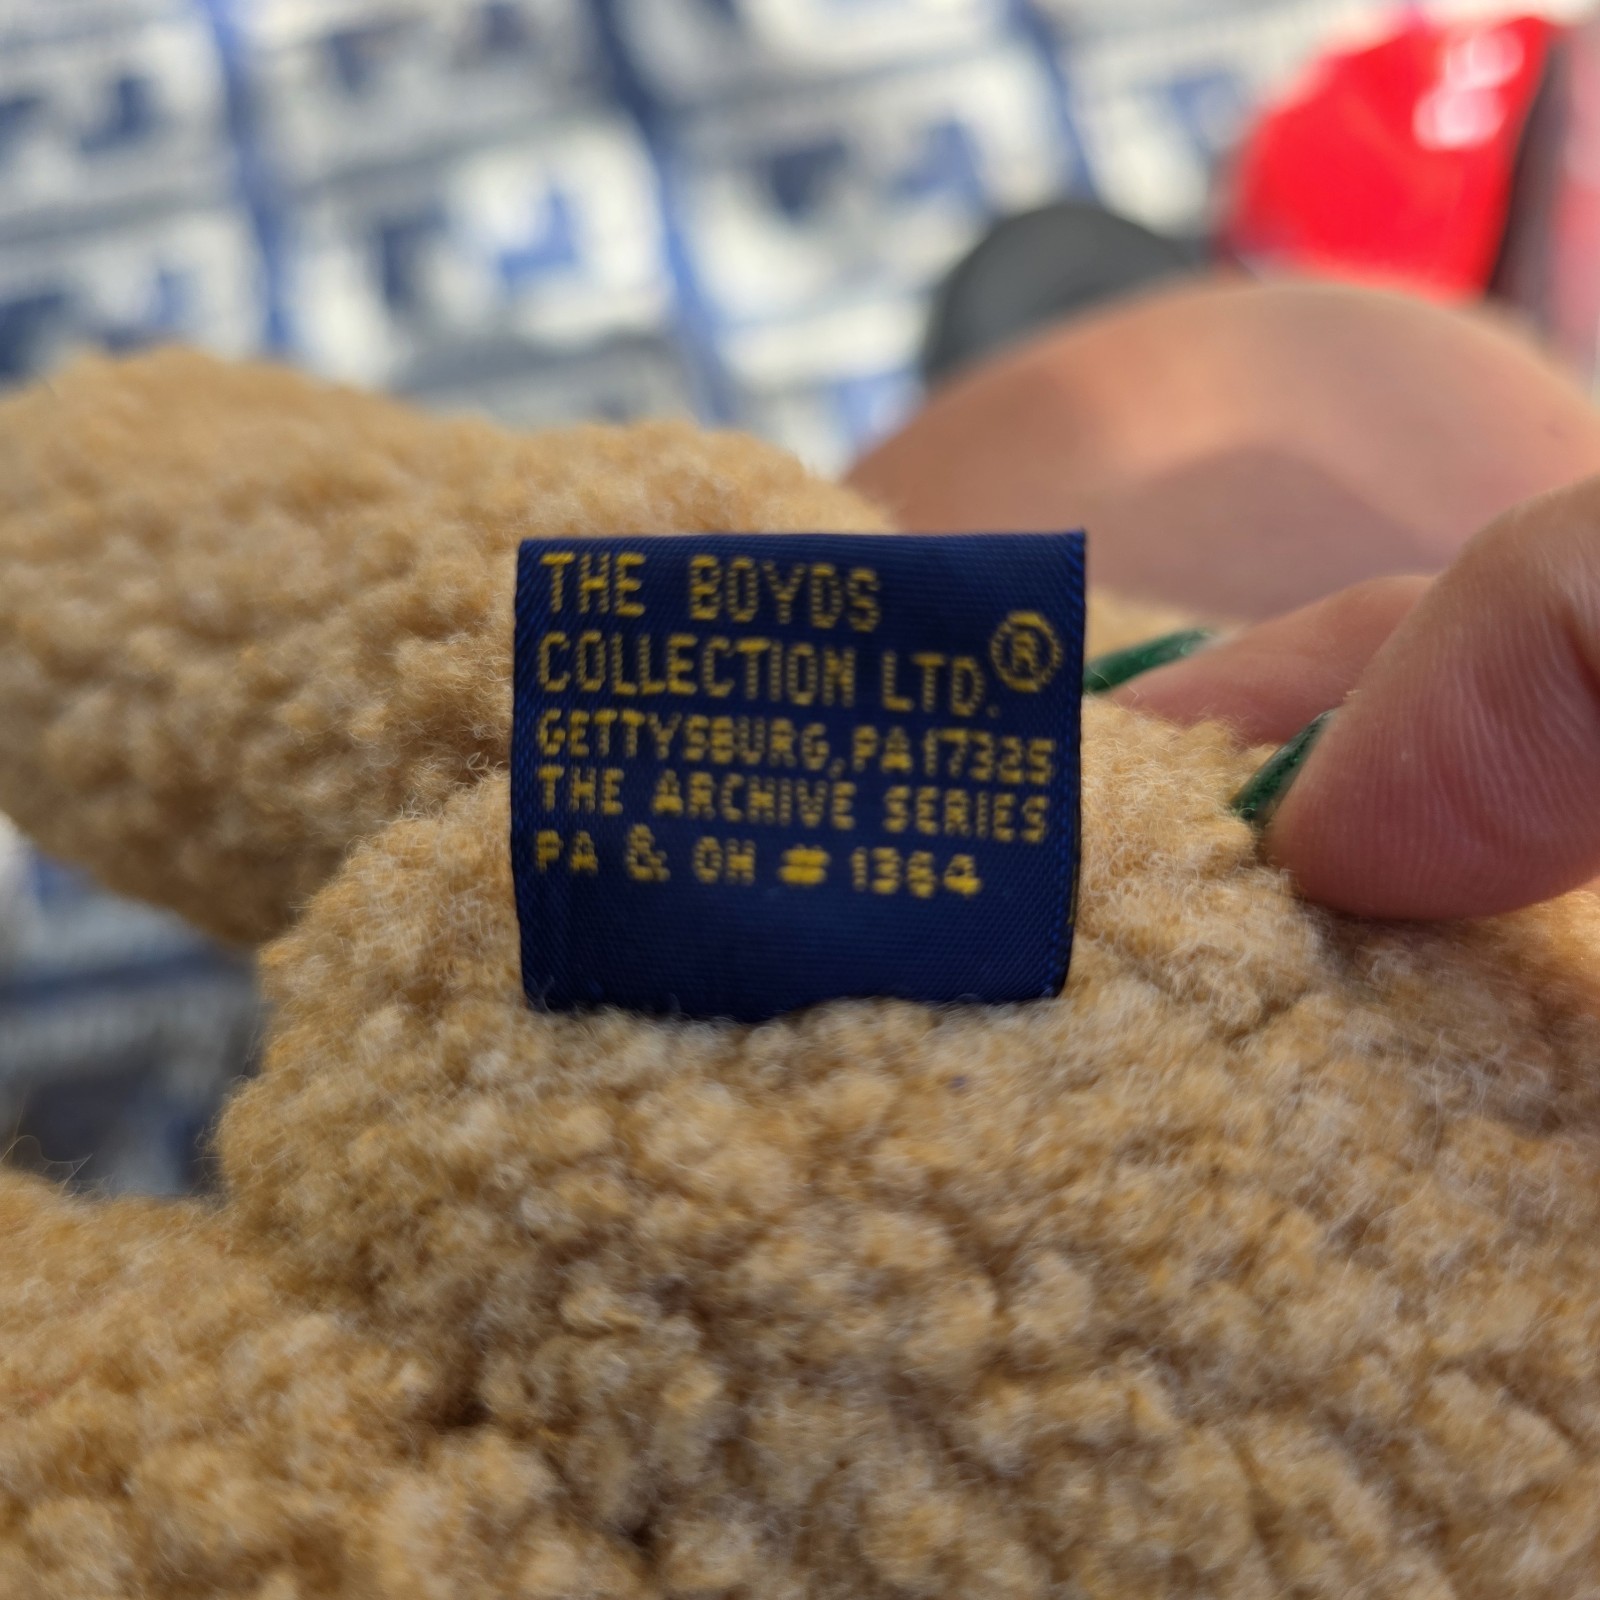 THE BOYDS
COLLECTION LTD.®
GETTYSBURG, PA 17325
THE ARCHIVE SERIES
PA & OH # 1364